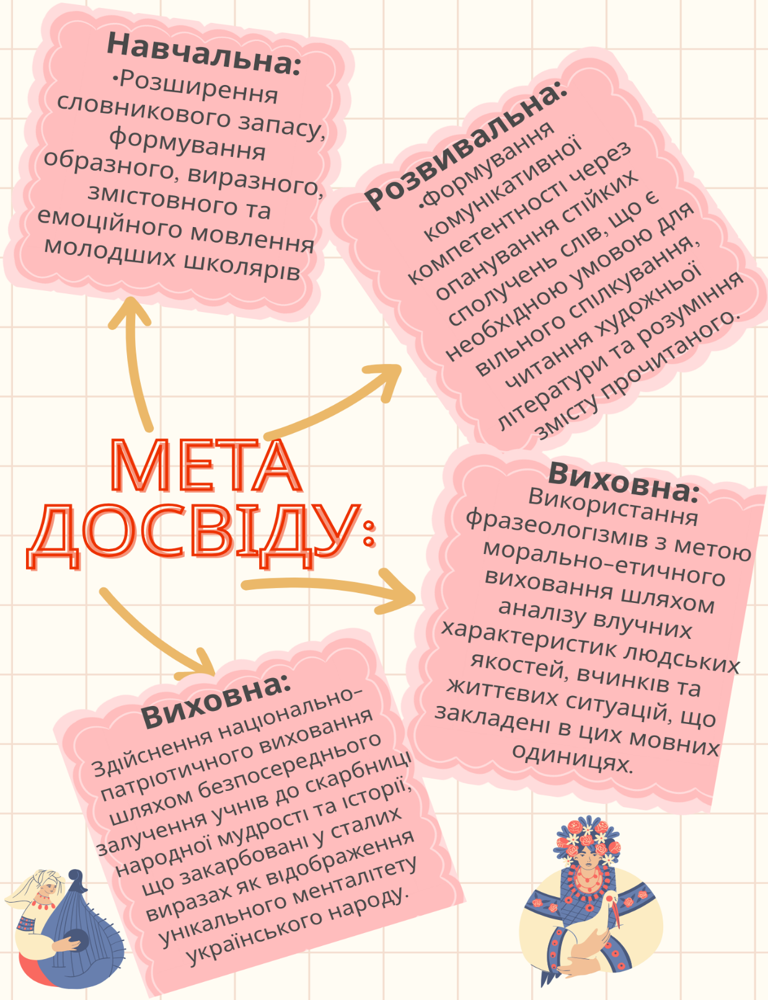 Навчальна:
•Розширення
словникового запасу,
формування
образного, виразного,
змістовного та
емоційного мовлення
молодших школярів
Розвивальна:
•Формування
комунікативної
компетентності через
опанування стійких
сполучень слів, що є
необхідною умовою для
вільного спілкування,
читання художньої
літератури та розуміння
змісту прочитаного.
МЕТА
ДОСВІДУ:
Виховна:
Використання
фразеологізмів з метою
морально-етичного
виховання шляхом
аналізу влучних
характеристик людських
якостей, вчинків та
життєвих ситуацій, що
закладені в цих мовних
одиницях.
Виховна:
Здійснення національно-
патріотичного виховання
шляхом безпосереднього
залучення учнів до скарбниці
народної мудрості та історії,
що закарбовані у сталих
виразах як відображення
унікального менталітету
українського народу.